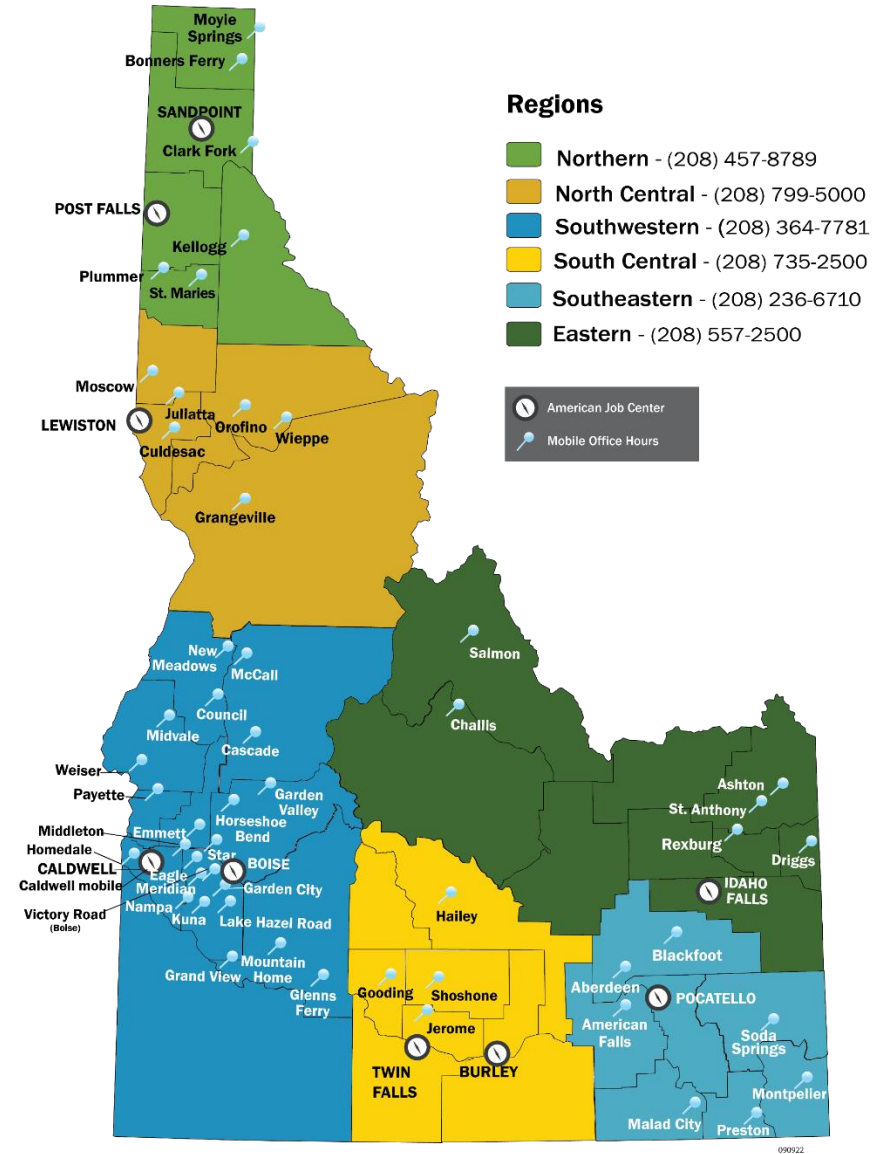 Moyle
Springs
Bonners Ferry
SANDPOINT
Clark Fork
POST FALLS
Kellogg
Plummer
St. Maries
Moscow
LEWISTON
Juliatta
Orofino
Wieppe
Culdesac
Grangeville
Regions
Northern - (208) 457-8789
North Central - (208) 799-5000
Southwestern - (208) 364-7781
South Central - (208) 735-2500
Southeastern - (208) 236-6710
Eastern - (208) 557-2500
American Job Center
Mobile Office Hours
New
Meadows
McCall
Council
Midvale
Cascade
Weiser
Payette
Garden
Valley
Horseshoe
Bend
Emmett
Middleton
Homedale
Star
BOISE
CALDWELL
Caldwell mobile
Eagle
Meridian
Garden City
Victory Road
(Boise)
Nampa
Kuna
Lake Hazel Road
Grand View
Mountain
Home
Glenns
Ferry
Salmon
Challis
Ashton
St. Anthony
Rexburg
Driggs
IDAHO
FALLS
Hailey
Gooding
Shoshone
Jerome
TWIN
FALLS
BURLEY
Blackfoot
Aberdeen
POCATELLO
American
Falls
Soda
Springs
Montpelier
Malad City
Preston
090922